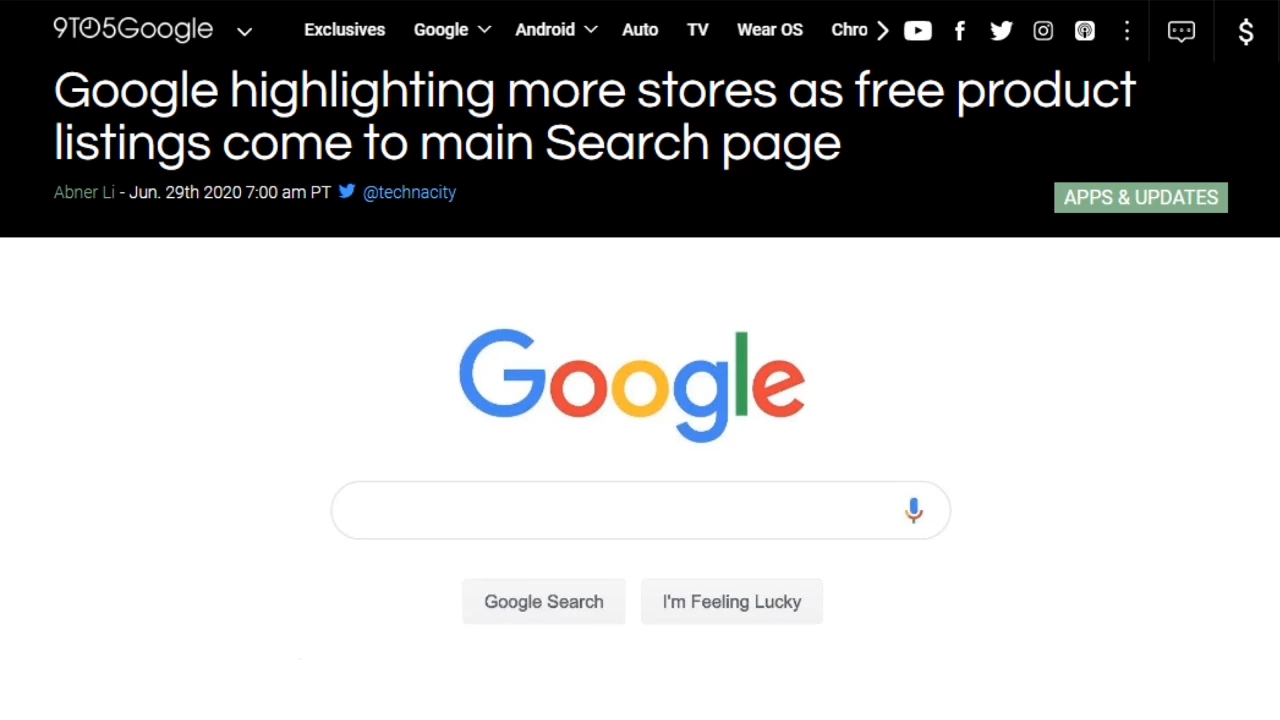 9TO5Google Exclusives Google Android Auto TV Wear OS Chro
Google highlighting more stores as free product
listings come to main Search page
Abner Li - Jun. 29th 2020 7:00 am PT @technacity
APPS & UPDATES
Google
Google Search I'm Feeling Lucky